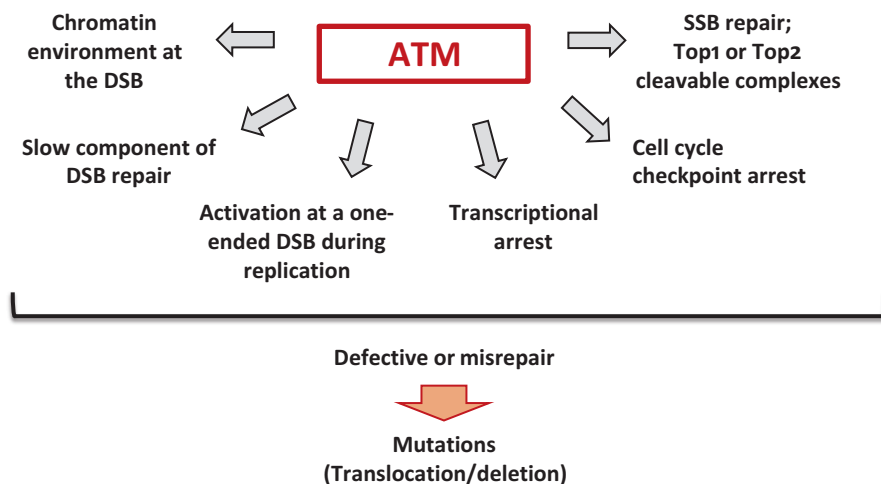 Chromatin
environment at
the DSB
ATM
SSB repair;
Top1 or Top2
cleavable complexes
Slow component of
DSB repair
Cell cycle
checkpoint arrest
Activation at a one-
ended DSB during
replication
Transcriptional
arrest
Defective or misrepair
Mutations
(Translocation/deletion)